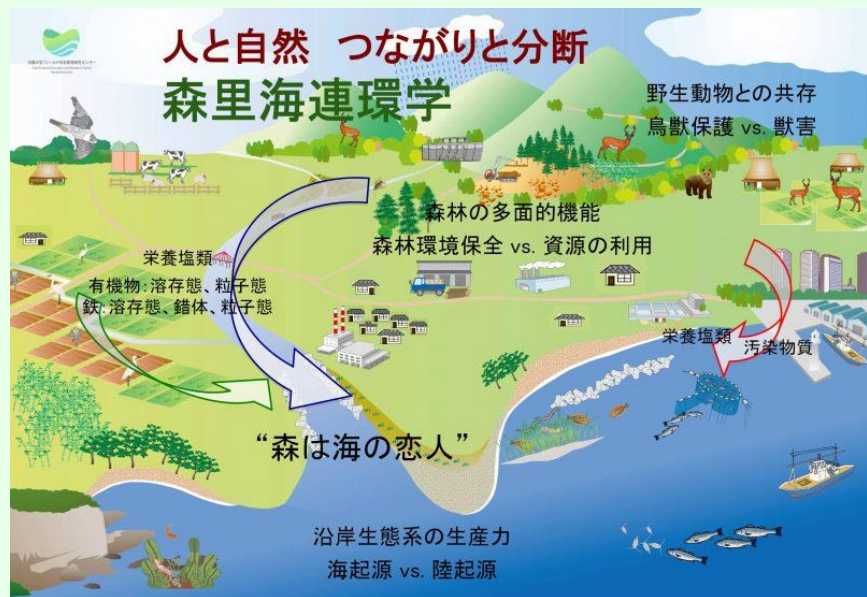 人と自然 つながりと分断
森里海連環学
野生動物との共存
鳥獣保護 vs. 獣害
森林の多面的機能
森林環境保全 vs. 資源の利用
栄養塩類
有機物:溶存態、粒子態
鉄:溶存態、錯体、粒子態
栄養塩類
汚染物質
“森は海の恋人”
沿岸生態系の生産力
海起源 vs. 陸起源